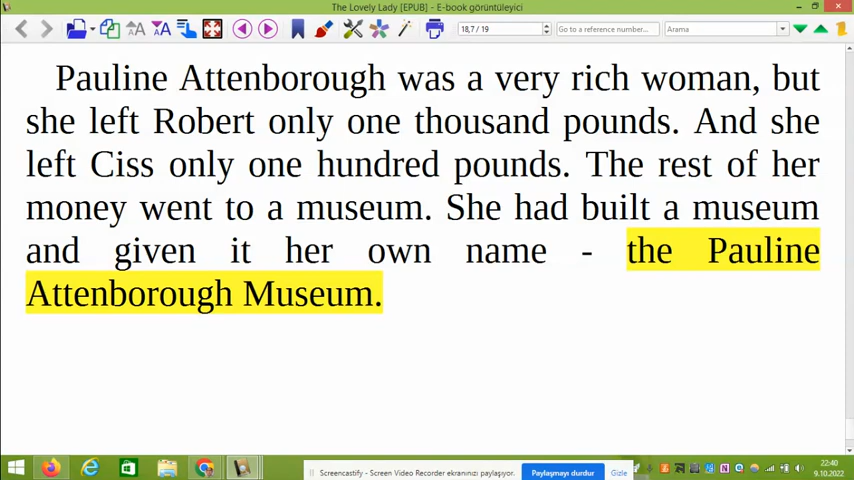 The Lovely Lady [EPUB] - E-book görüntüleyici
18,7 / 19
Go to a reference number...
Arama
Pauline Attenborough was a very rich woman, but
she left Robert only one thousand pounds. And she
left Ciss only one hundred pounds. The rest of her
money went to a museum. She had built a museum
and given it her own name - the Pauline
Attenborough Museum.
Screencastify - Screen Video Recorder ekranınızı paylaşıyor.
Paylaşmayı durdur
Gizle
22:40
9.10.2022